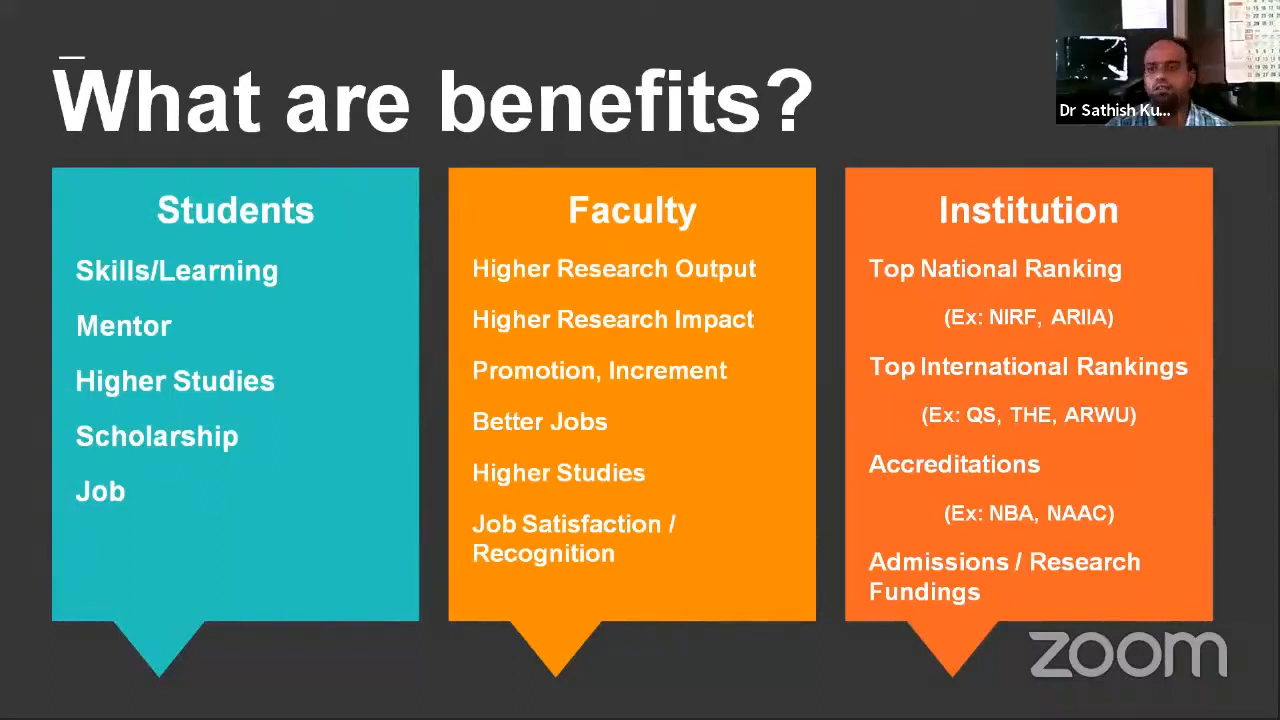 What are benefits?
Dr Sathish Ku...
Students
Skills/Learning
Mentor
Higher Studies
Scholarship
Job
Faculty
Higher Research Output
Higher Research Impact
Promotion, Increment
Better Jobs
Higher Studies
Job Satisfaction /
Recognition
Institution
Top National Ranking
(Ex: NIRF, ARIIA)
Top International Rankings
(Ex: QS, THE, ARWU)
Accreditations
(Ex: NBA, NAAC)
Admissions / Research
Fundings
zoom